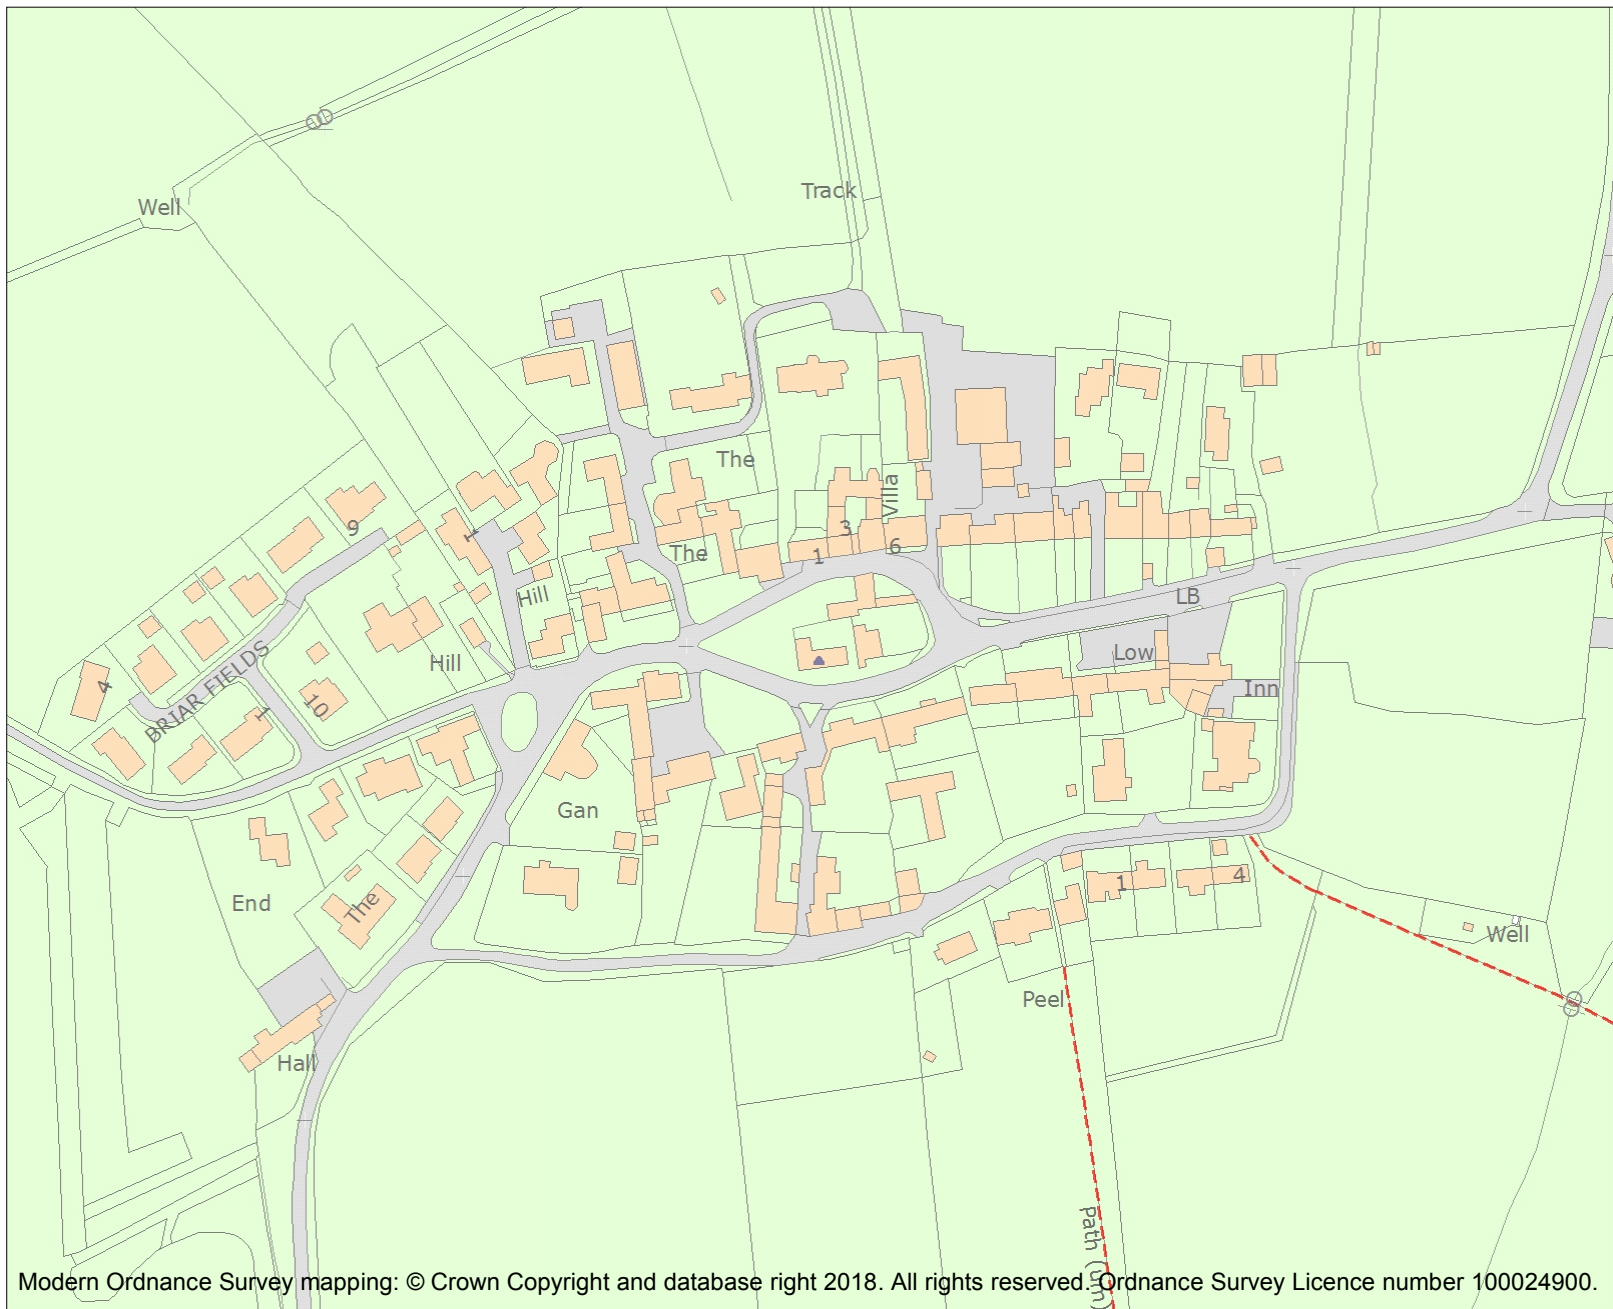 Track
Well
The
Villa
9
1
3
The
1
6
Hill
LB
Hill
Low
4
BRIAR FIELDS
10
1
Inn
Gan
End
The
1
4
Well
Peel
Hall
Path (um)
Modern Ordnance Survey mapping: © Crown Copyright and database right 2018. All rights reserved. Ordnance Survey Licence number 100024900.